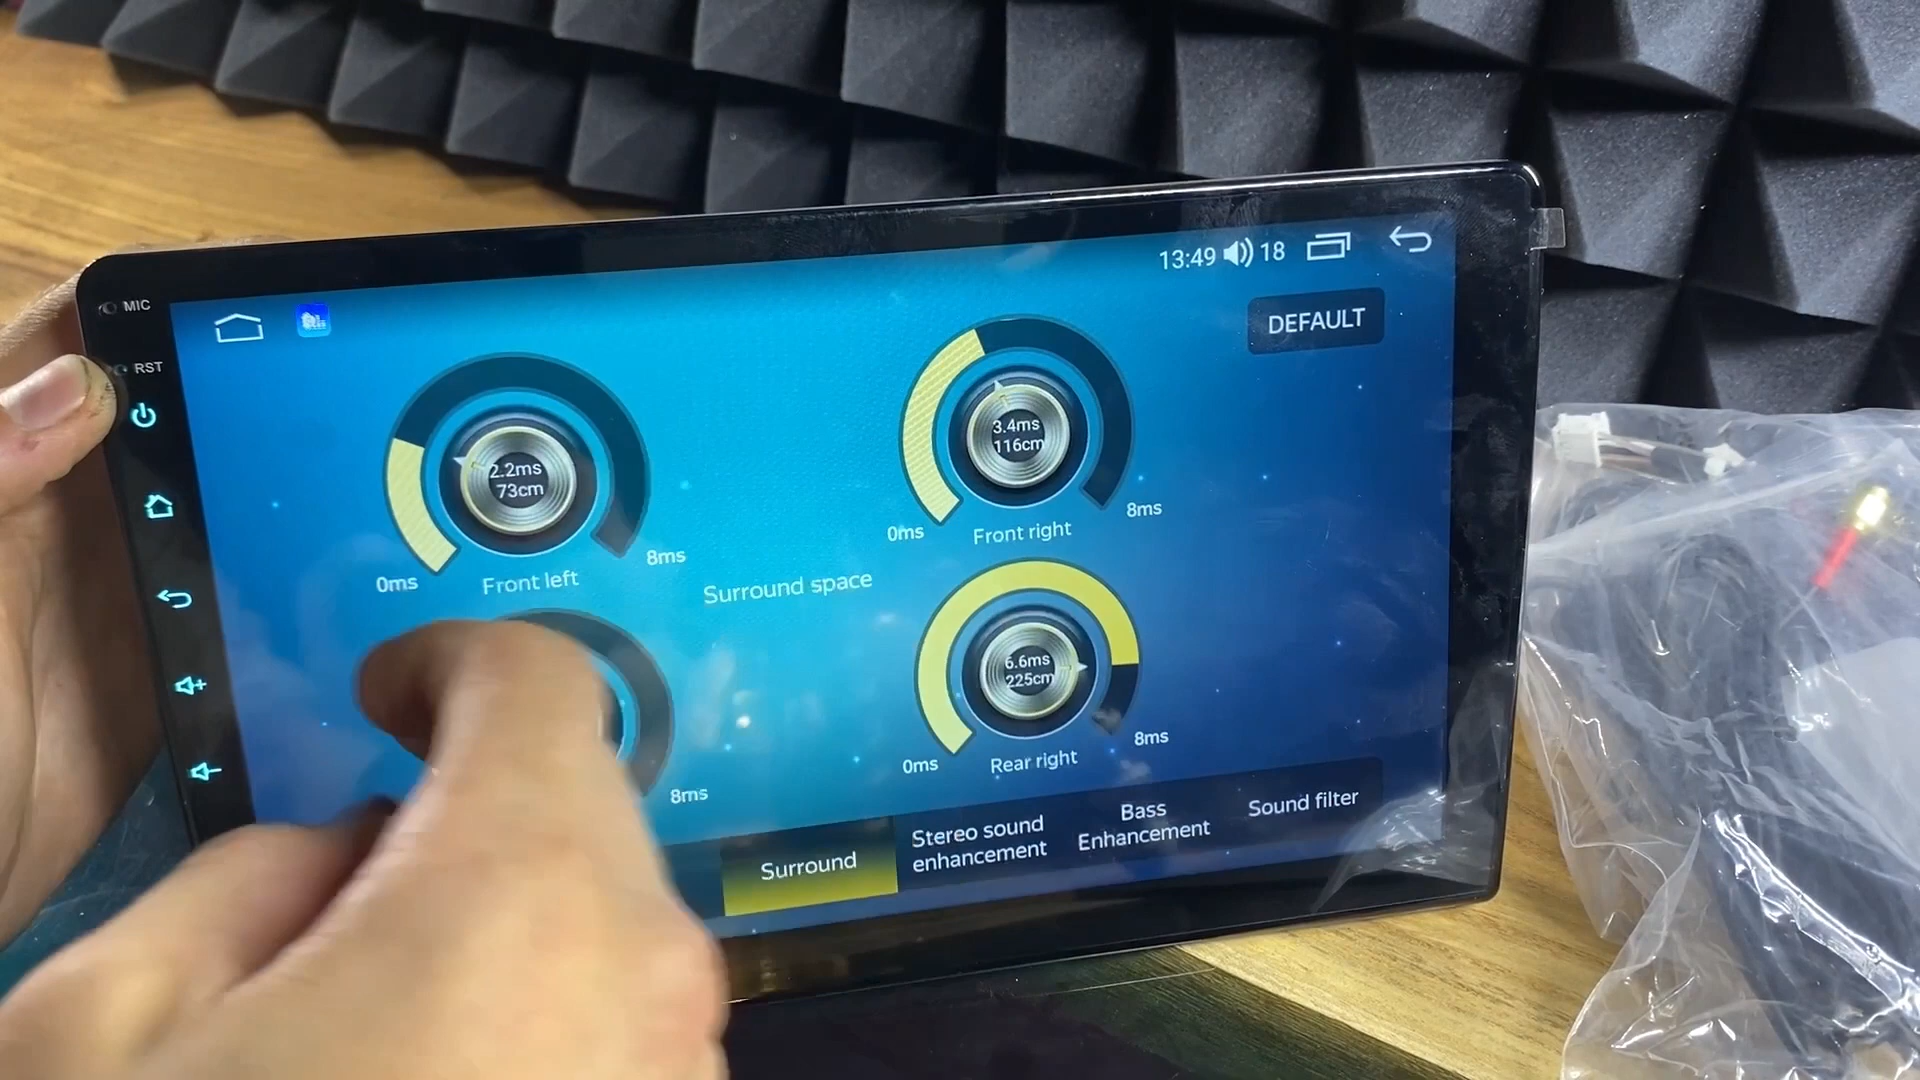 MIC
RST
13:49 18
DEFAULT
2.2ms
73cm
0ms
8ms
Front left
3.4ms
116cm
0ms
8ms
Front right
Surround space
8ms
6.6ms
225cm
0ms
8ms
Rear right
Surround
Stereo sound
enhancement
Bass
Enhancement
Sound filter